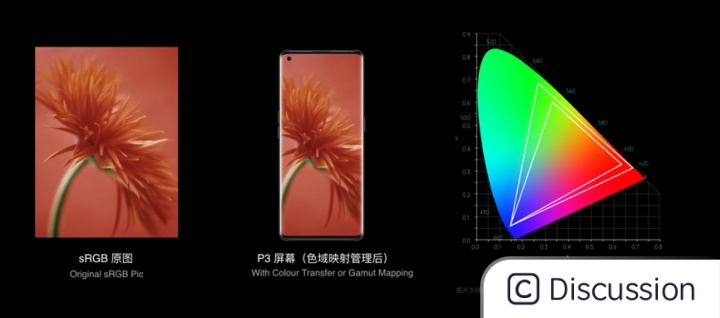 sRGB 原图
Original sRGB Pic
P3 屏幕（色域映射管理后）
With Colour Transfer or Gamut Mapping
0.9
0.8
0.7
0.6
0.5
0.4
0.3
0.2
0.1
0.0
0.0 0.1 0.2 0.3 0.4 0.5 0.6 0.7 0.8
y
520
540
560
580
600
620
500
480
460
图片为
C Discussion